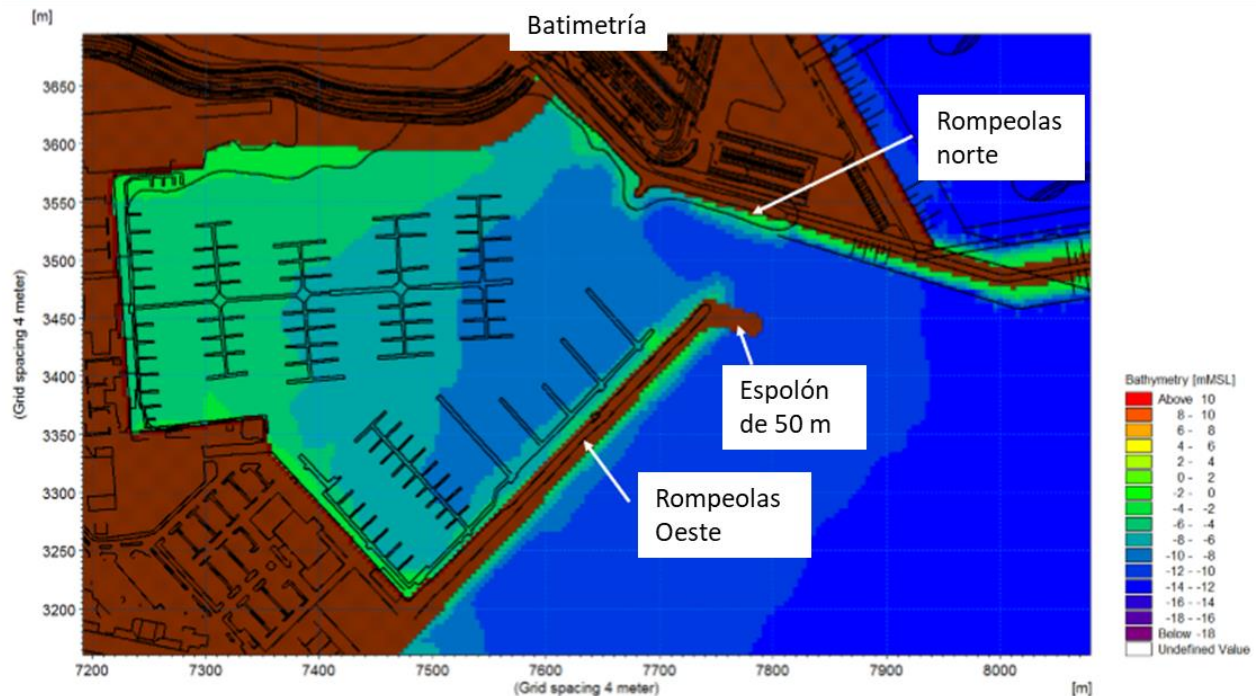 [m]
Batimetría
3650
3600
3550
3500
3450
3400
3350
3300
3250
3200
(Grid spacing 4 meter)
Rompeolas
norte
Espolón
de 50 m
Rompeolas
Oeste
7200 7300 7400 7500 7600 7700 7800 7900 8000
(Grid spacing 4 meter)
[m]
Bathymetry [mMSL]
Above 10
8 - 10
6 - 8
4 - 6
2 - 4
0 - 2
-2 - 0
-4 - -2
-6 - -4
-8 - -6
-10 - -8
-12 - -10
-14 - -12
-16 - -14
-18 - -16
Below -18
Undefined Value